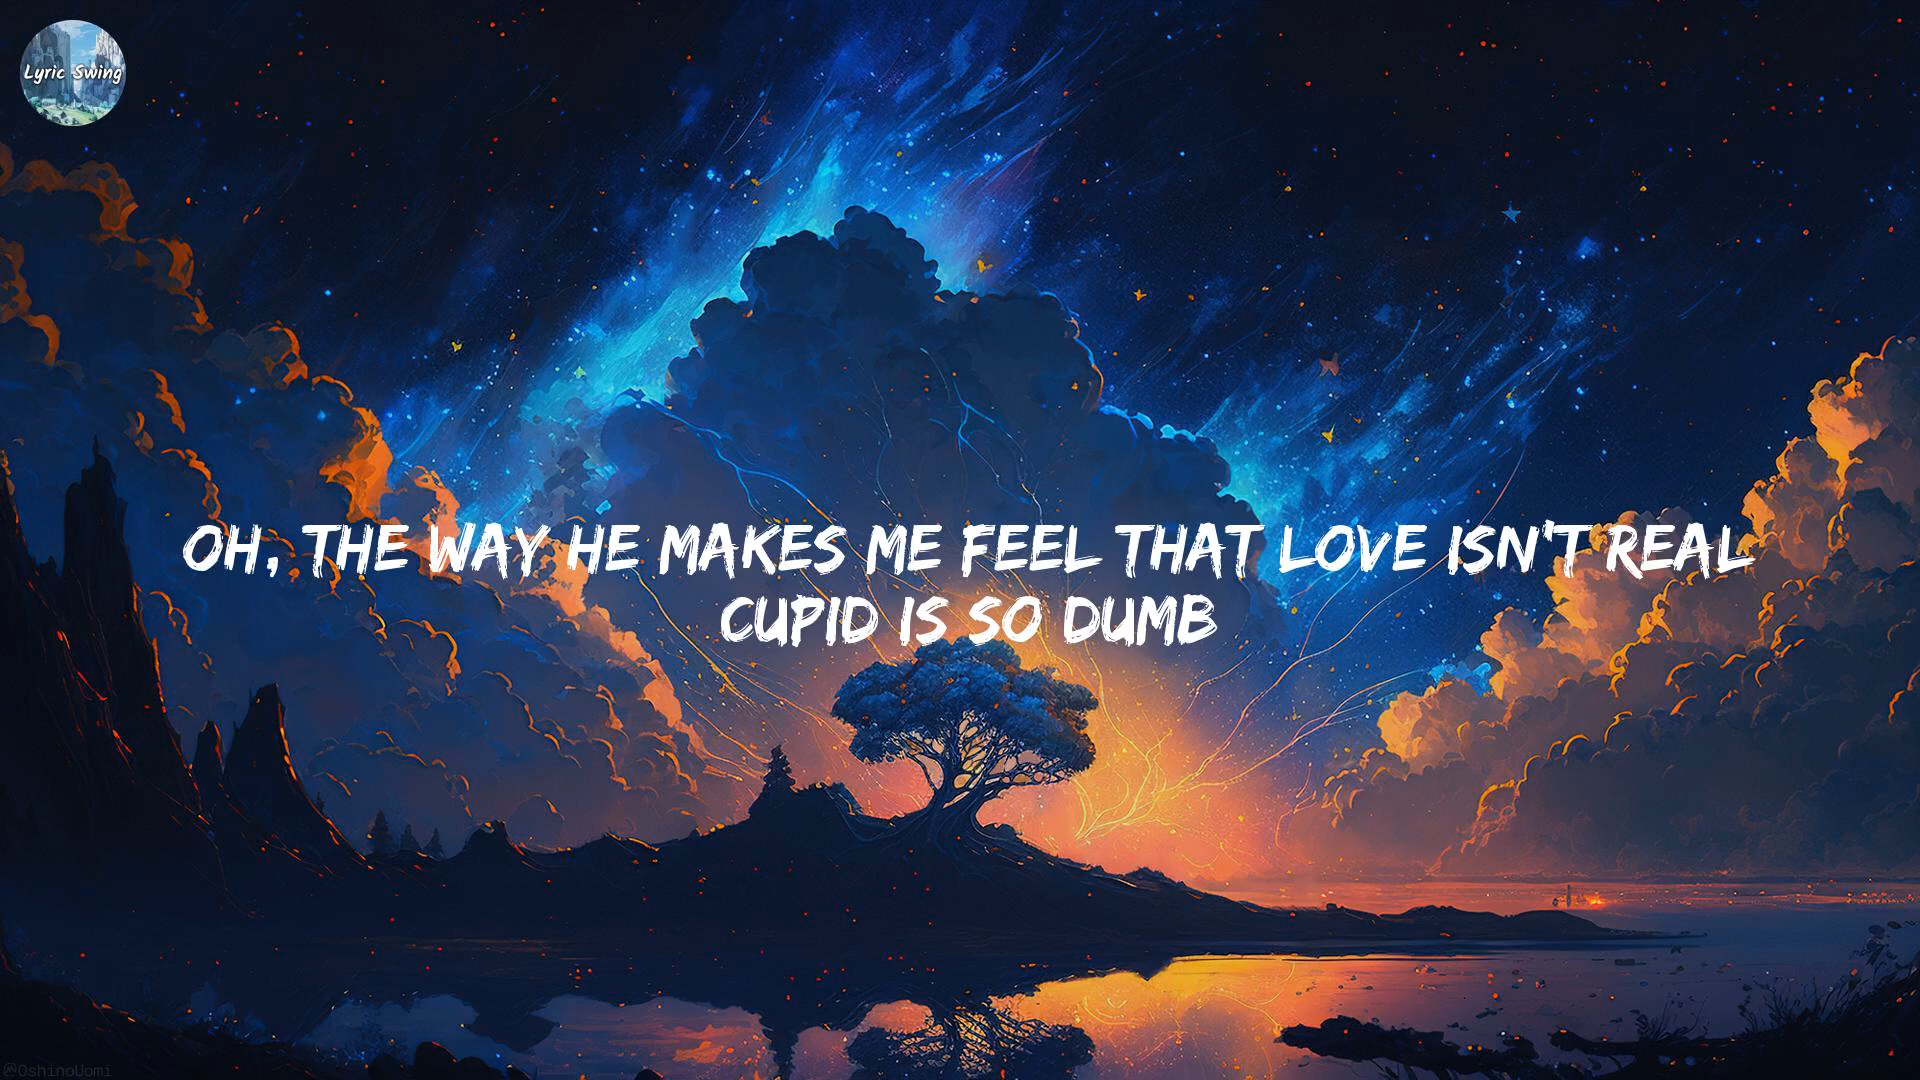 Lyric Swing
OH, THE WAY HE MAKES ME FEEL THAT LOVE ISN'T REAL
CUPID IS SO DUMB
@OshinoUomi